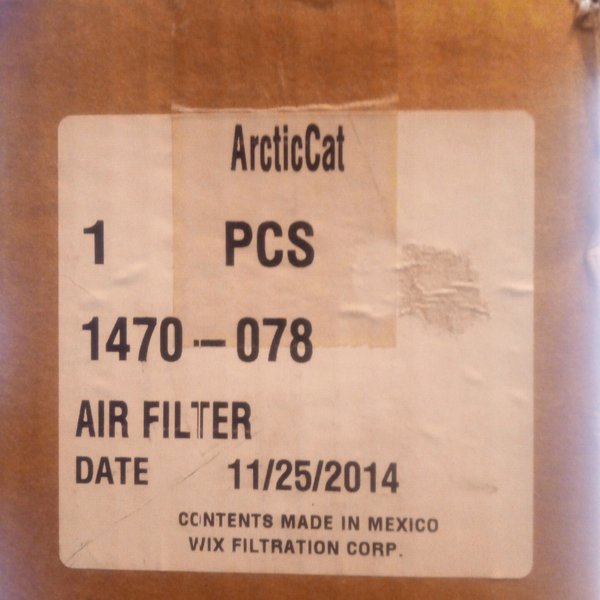 ArcticCat
1 PCS
1470-078
AIR FILTER
DATE 11/25/2014
CONTENTS MADE IN MEXICO
WIX FILTRATION CORP.